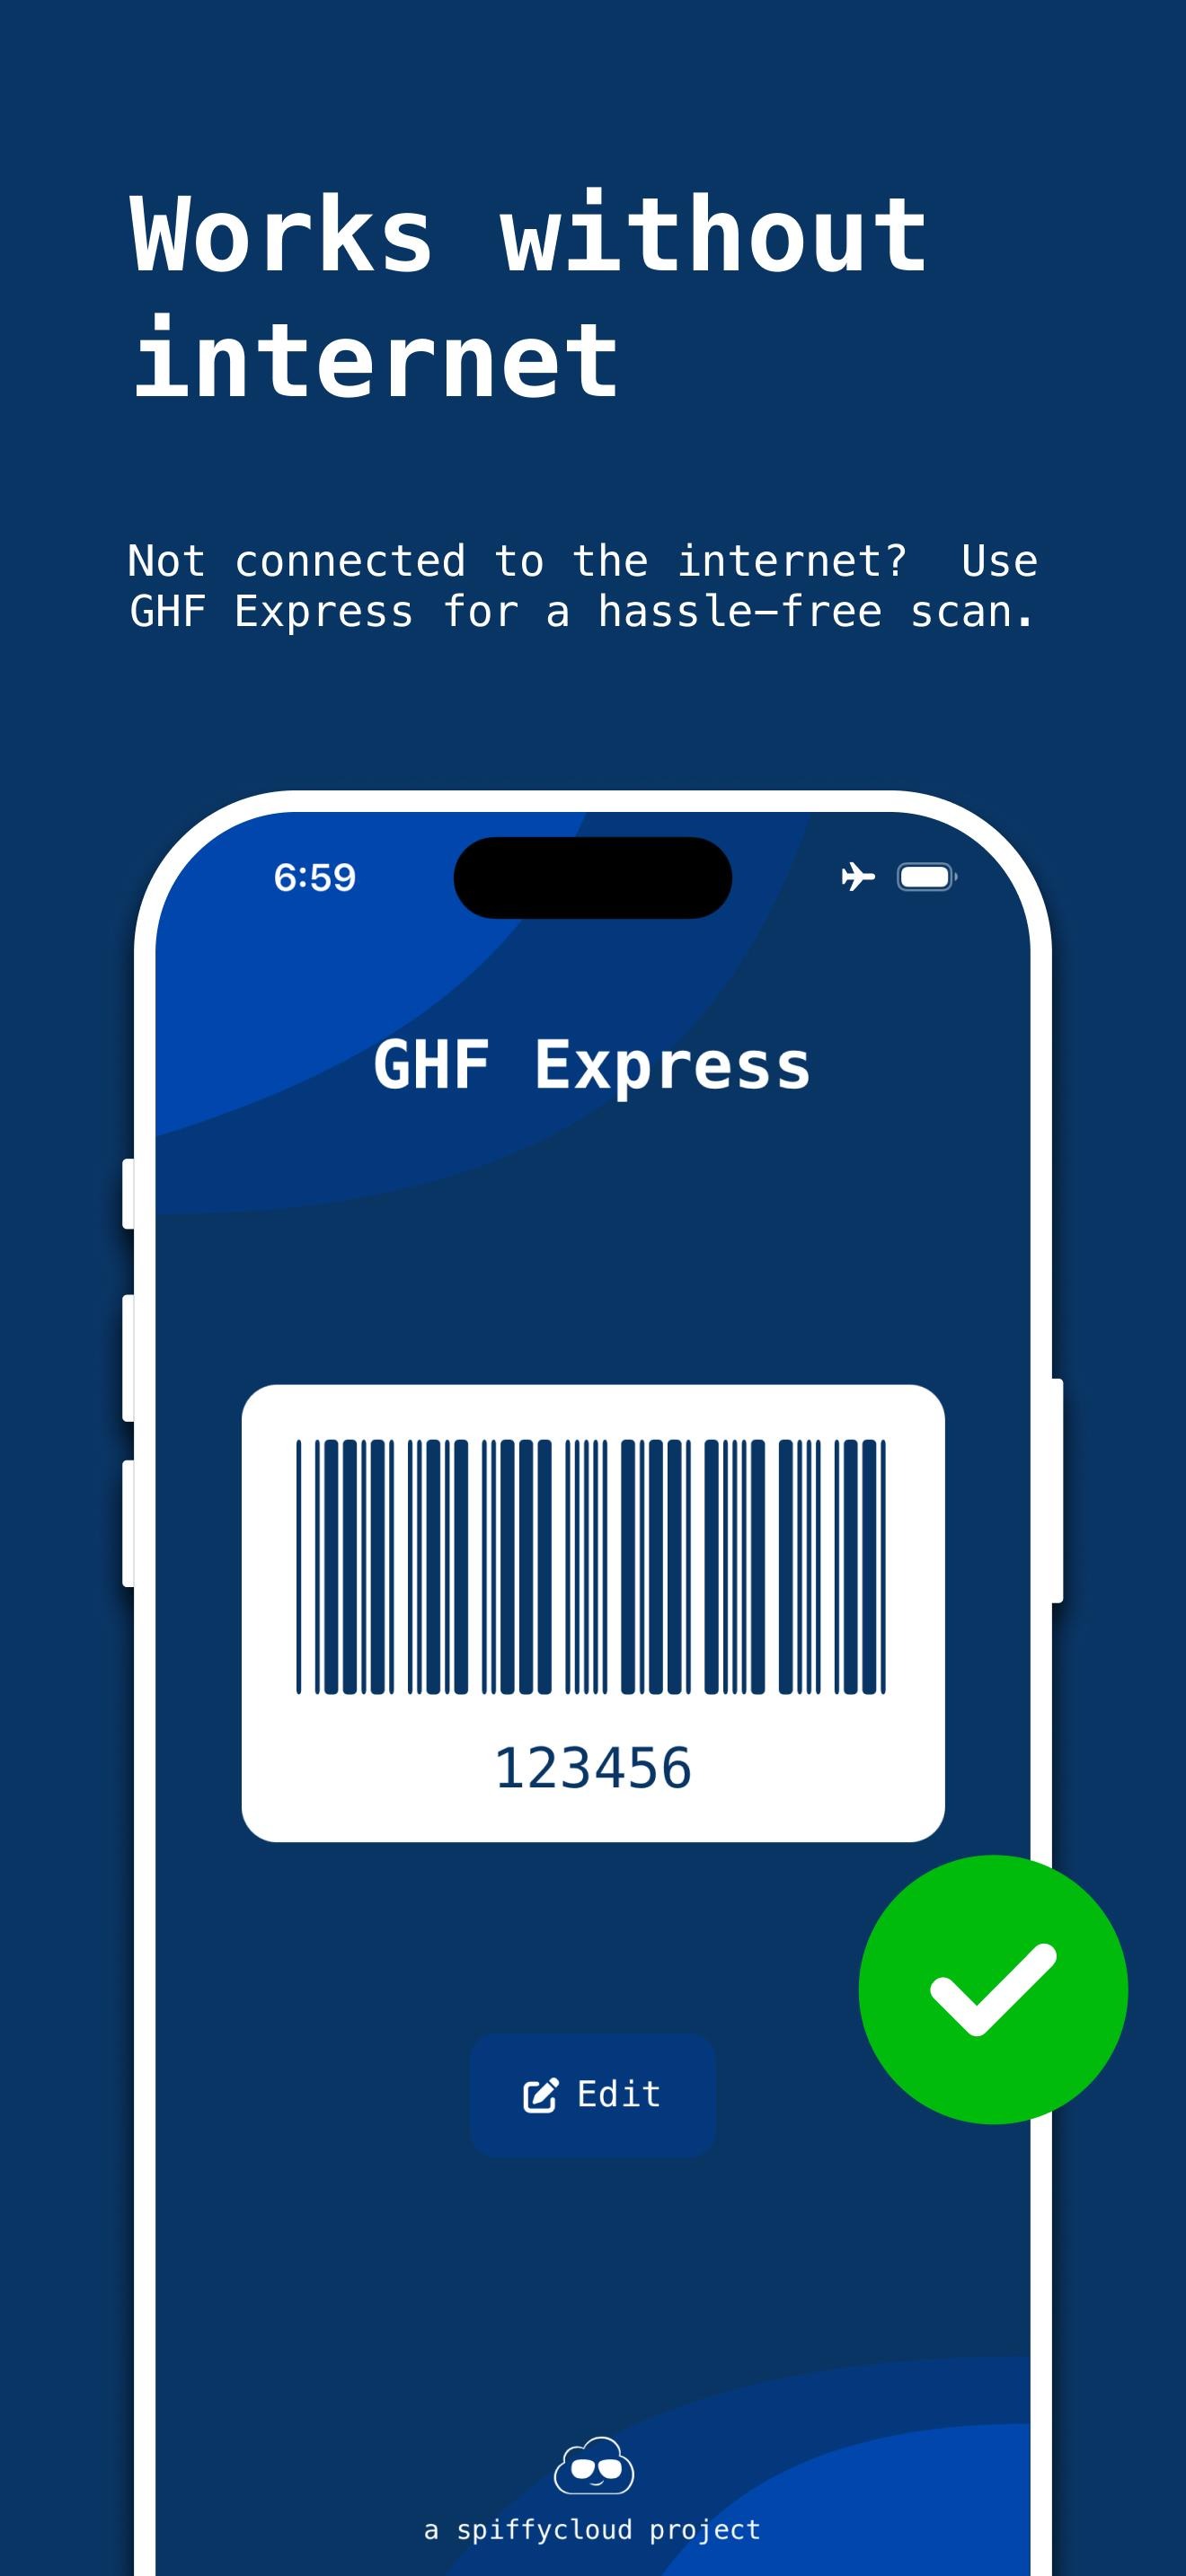 Works without
internet
Not connected to the internet?  Use
GHF Express for a hassle–free scan.
6:59
GHF Express
123456
Edit
a spiffycloud project